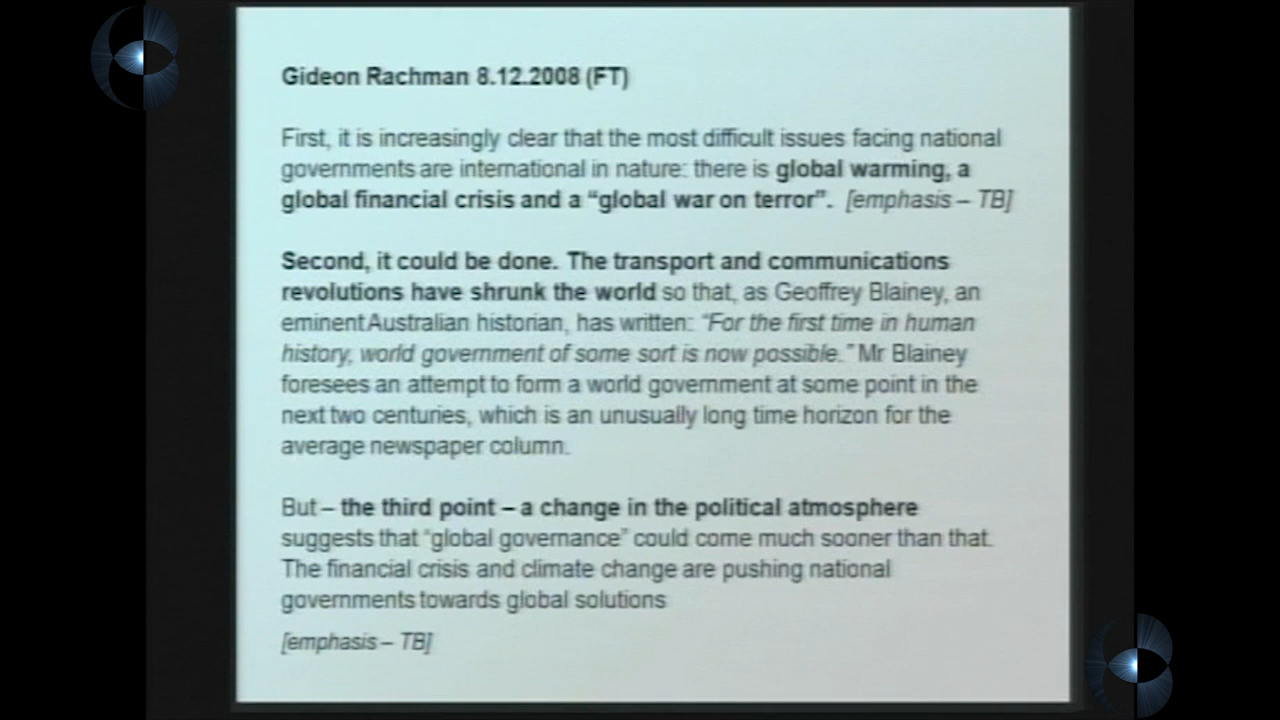 Gideon Rachman 8.12.2008 (FT)
First, it is increasingly clear that the most difficult issues facing national
governments are international in nature: there is global warming, a
global financial crisis and a “global war on terror”. [emphasis – TB]
Second, it could be done. The transport and communications
revolutions have shrunk the world so that, as Geoffrey Blainey, an
eminent Australian historian, has written: “For the first time in human
history, world government of some sort is now possible.” Mr Blainey
foresees an attempt to form a world government at some point in the
next two centuries, which is an unusually long time horizon for the
average newspaper column.
But – the third point – a change in the political atmosphere
suggests that “global governance” could come much sooner than that.
The financial crisis and climate change are pushing national
governments towards global solutions
[emphasis – TB]